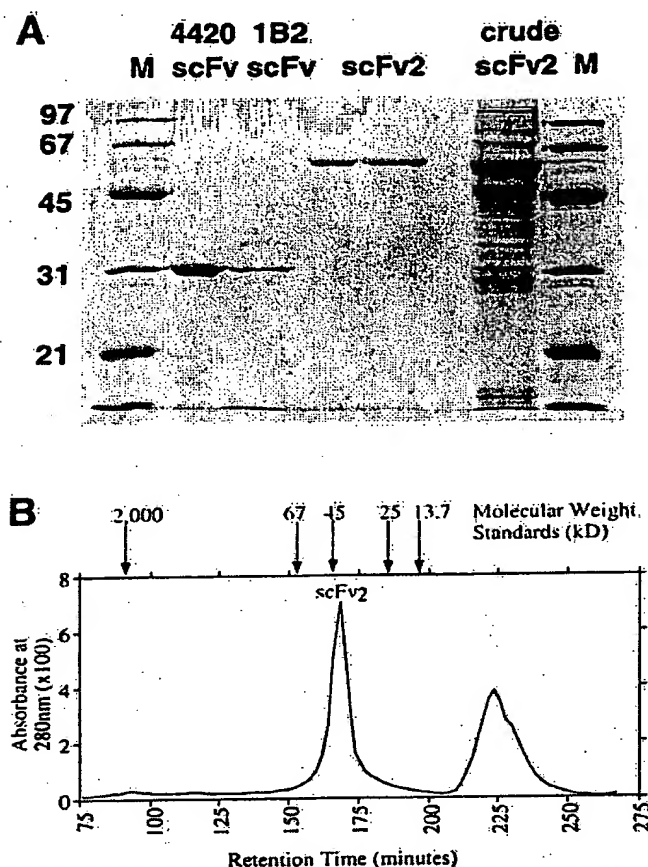 A
4420 1B2 crude
M scFv scFv scFv2 scFv2 M
97
67
45
31
21
B
2,000 67 45 25 13.7 Molecular Weight
Standards (kD)
scFv2
8
6
4
2
0
Absorbance at
280nm (x100)
75 100 125 150 175 200 225 250 275
Retention Time (minutes)